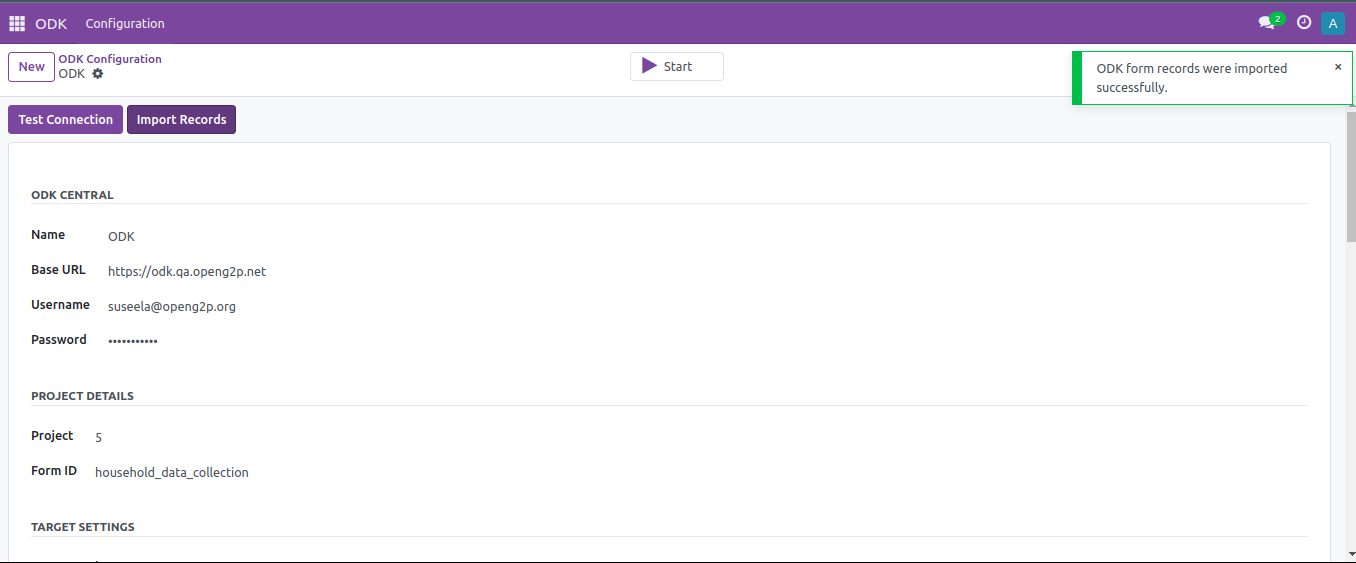 ODK Configuration 2 A
New ODK Configuration
ODK
Start
ODK form records were imported successfully. ×
Test Connection Import Records
ODK CENTRAL
Name ODK
Base URL https://odk.qa.openg2p.net
Username suseela@openg2p.org
Password •••••••••••
PROJECT DETAILS
Project 5
Form ID household_data_collection
TARGET SETTINGS